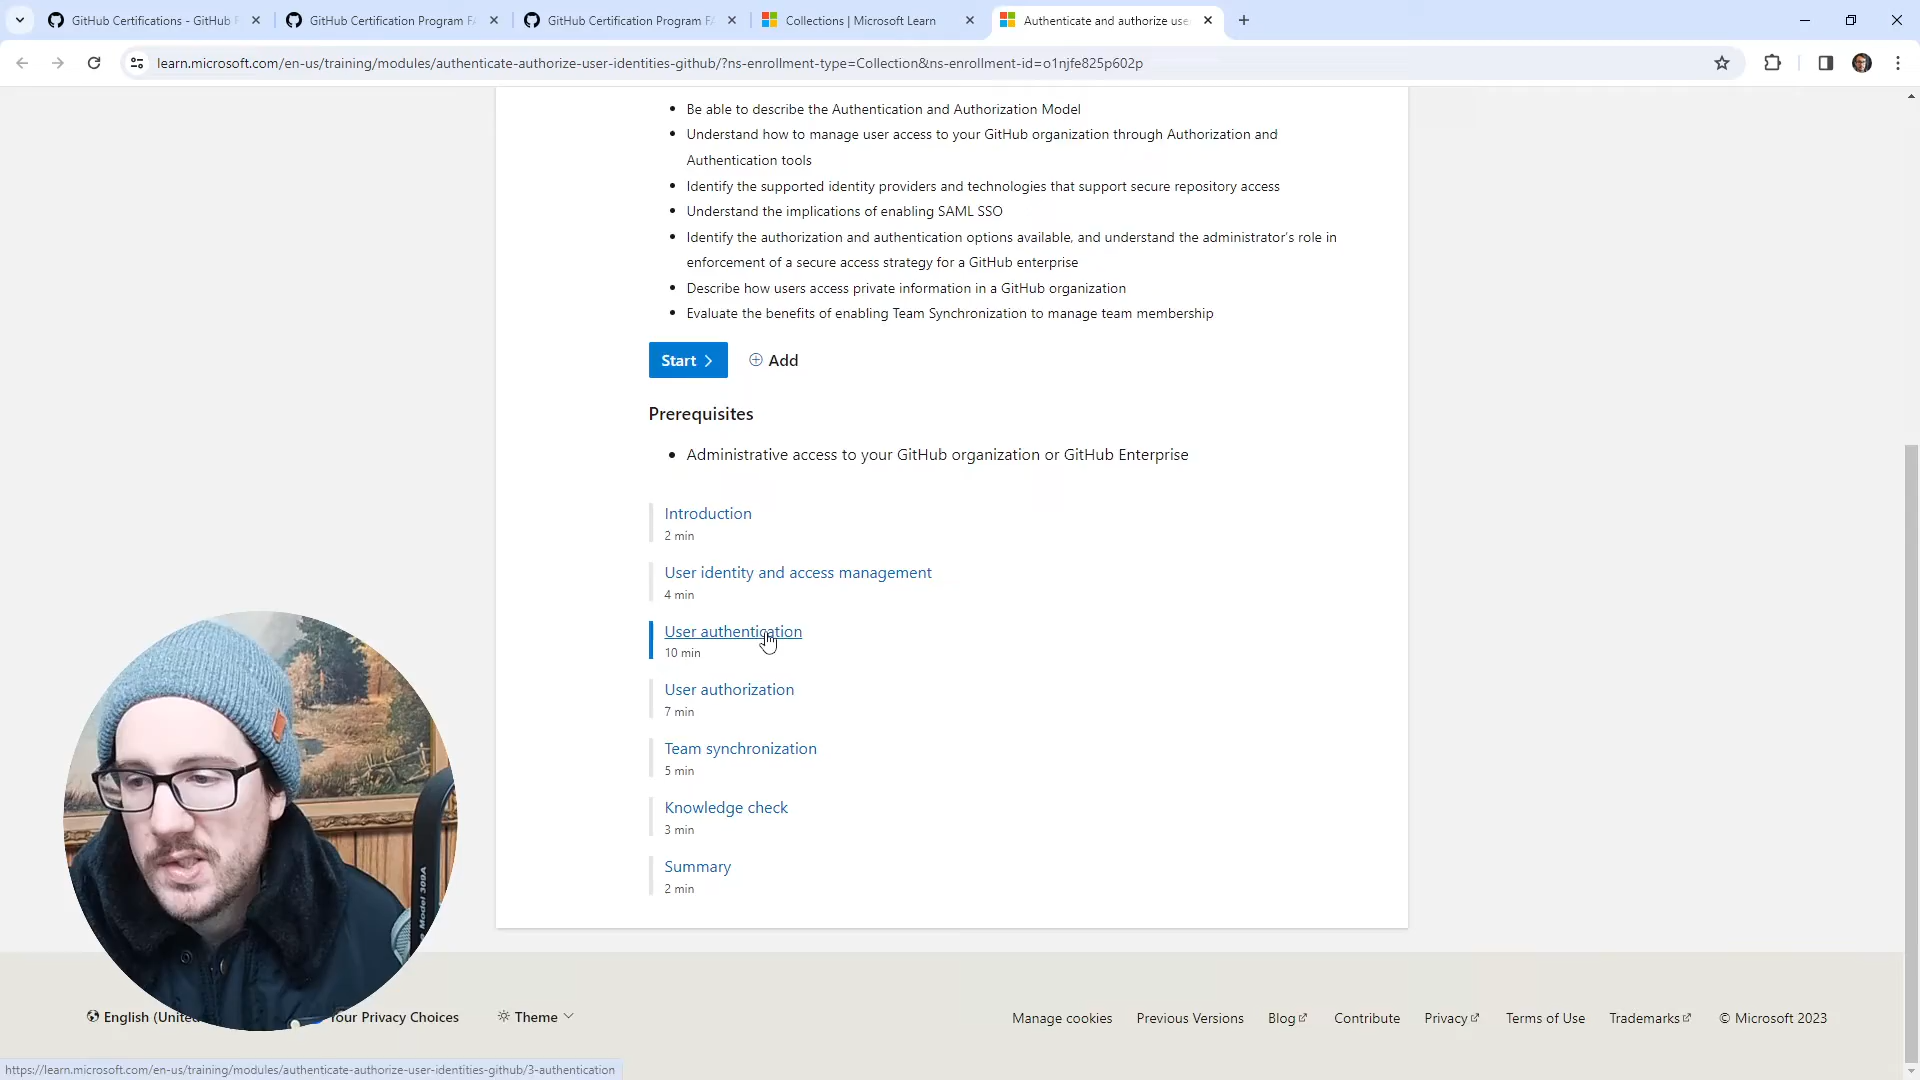 GitHub Certifications - GitHub
GitHub Certification Program
GitHub Certification Program
Collections | Microsoft Learn
Authenticate and authorize
learn.microsoft.com/en-us/training/modules/authenticate-authorize-user-identities-github/?ns-enrollment-type=Collection&ns-enrollment-id=o1njfe825p602p
• Be able to describe the Authentication and Authorization Model
• Understand how to manage user access to your GitHub organization through Authorization and
Authentication tools
• Identify the supported identity providers and technologies that support secure repository access
• Understand the implications of enabling SAML SSO
• Identify the authorization and authentication options available, and understand the administrator's role in
enforcement of a secure access strategy for a GitHub enterprise
• Describe how users access private information in a GitHub organization
• Evaluate the benefits of enabling Team Synchronization to manage team membership
Start
Add
Prerequisites
• Administrative access to your GitHub organization or GitHub Enterprise
Introduction
2 min
User identity and access management
4 min
User authentication
10 min
User authorization
7 min
Team synchronization
5 min
Knowledge check
3 min
Summary
2 min
Model 309A
English
Your Privacy Choices
Theme
Manage cookies
Previous Versions
Blog
Contribute
Privacy
Terms of Use
Trademarks
© Microsoft 2023
https://learn.microsoft.com/en-us/training/modules/authenticate-authorize-user-identities-github/3-authentication